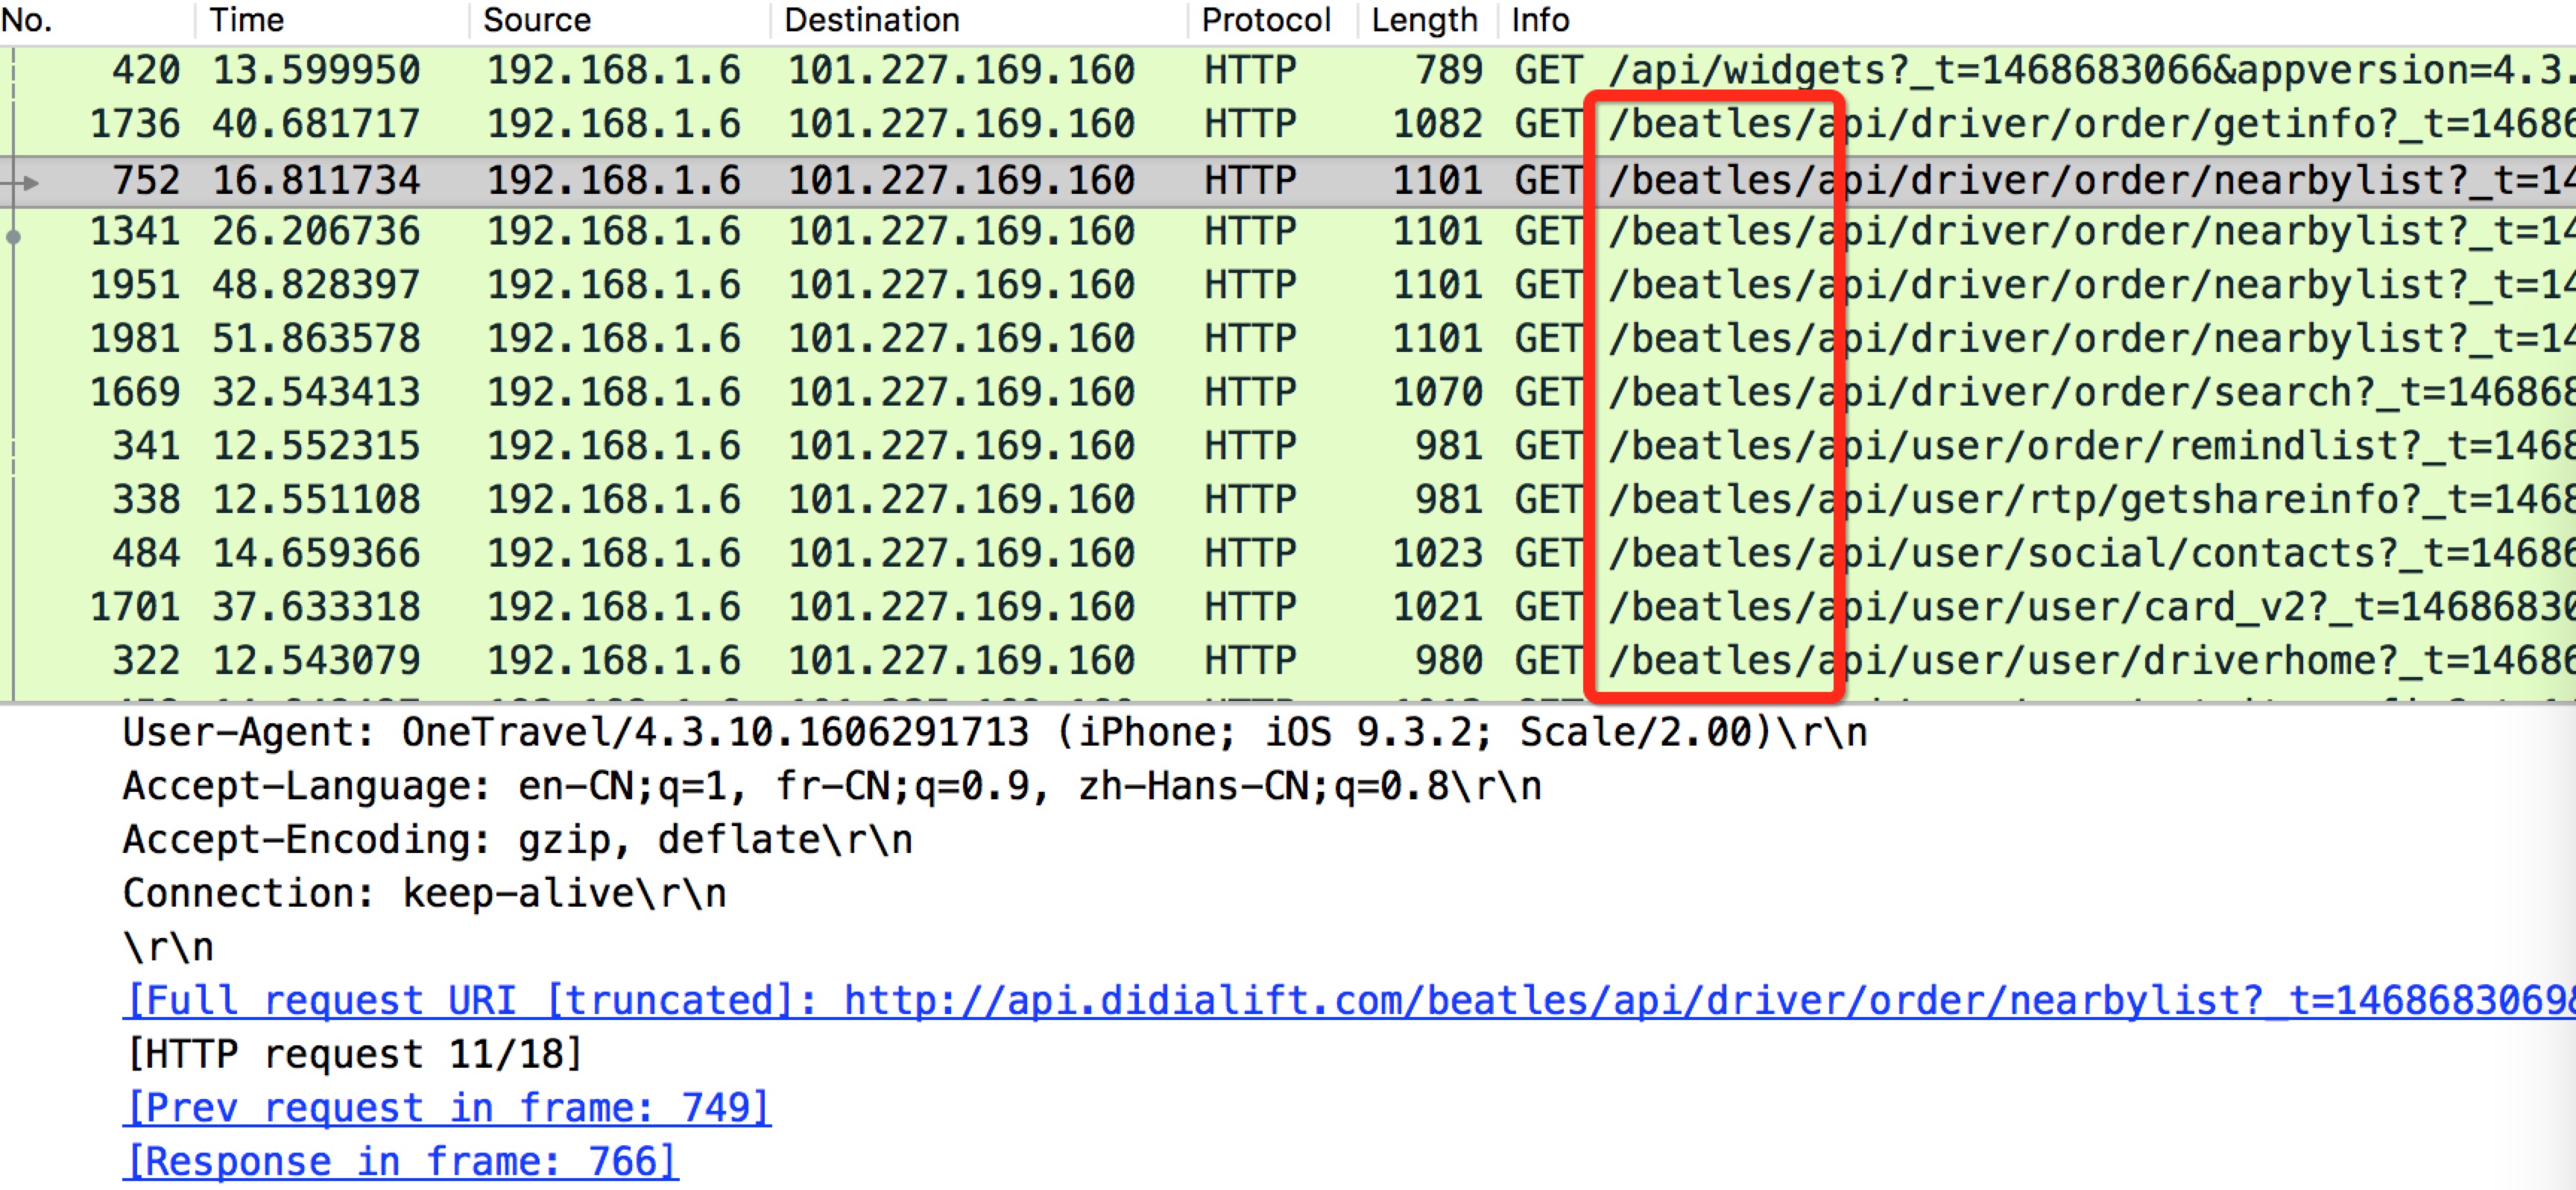 No. Time Source Destination Protocol Length Info
420 13.599950 192.168.1.6 101.227.169.160 HTTP 789 GET /api/widgets?_t=1468683066&appversion=4.3.
1736 40.681717 192.168.1.6 101.227.169.160 HTTP 1082 GET /beatles/api/driver/order/getinfo?_t=14686
752 16.811734 192.168.1.6 101.227.169.160 HTTP 1101 GET /beatles/api/driver/order/nearbylist?_t=14
1341 26.206736 192.168.1.6 101.227.169.160 HTTP 1101 GET /beatles/api/driver/order/nearbylist?_t=14
1951 48.828397 192.168.1.6 101.227.169.160 HTTP 1101 GET /beatles/api/driver/order/nearbylist?_t=14
1981 51.863578 192.168.1.6 101.227.169.160 HTTP 1101 GET /beatles/api/driver/order/nearbylist?_t=14
1669 32.543413 192.168.1.6 101.227.169.160 HTTP 1070 GET /beatles/api/driver/order/search?_t=146868
341 12.552315 192.168.1.6 101.227.169.160 HTTP 981 GET /beatles/api/user/order/remindlist?_t=1468
338 12.551108 192.168.1.6 101.227.169.160 HTTP 981 GET /beatles/api/user/rtp/getshareinfo?_t=1468
484 14.659366 192.168.1.6 101.227.169.160 HTTP 1023 GET /beatles/api/user/social/contacts?_t=14686
1701 37.633318 192.168.1.6 101.227.169.160 HTTP 1021 GET /beatles/api/user/user/card_v2?_t=14686830
322 12.543079 192.168.1.6 101.227.169.160 HTTP 980 GET /beatles/api/user/user/driverhome?_t=14686
User-Agent: OneTravel/4.3.10.1606291713 (iPhone; iOS 9.3.2; Scale/2.00)\r\n
Accept-Language: en-CN;q=1, fr-CN;q=0.9, zh-Hans-CN;q=0.8\r\n
Accept-Encoding: gzip, deflate\r\n
Connection: keep-alive\r\n
\r\n
[Full request URI [truncated]: http://api.didialift.com/beatles/api/driver/order/nearbylist?_t=1468683069&
[HTTP request 11/18]
[Prev request in frame: 749]
[Response in frame: 766]